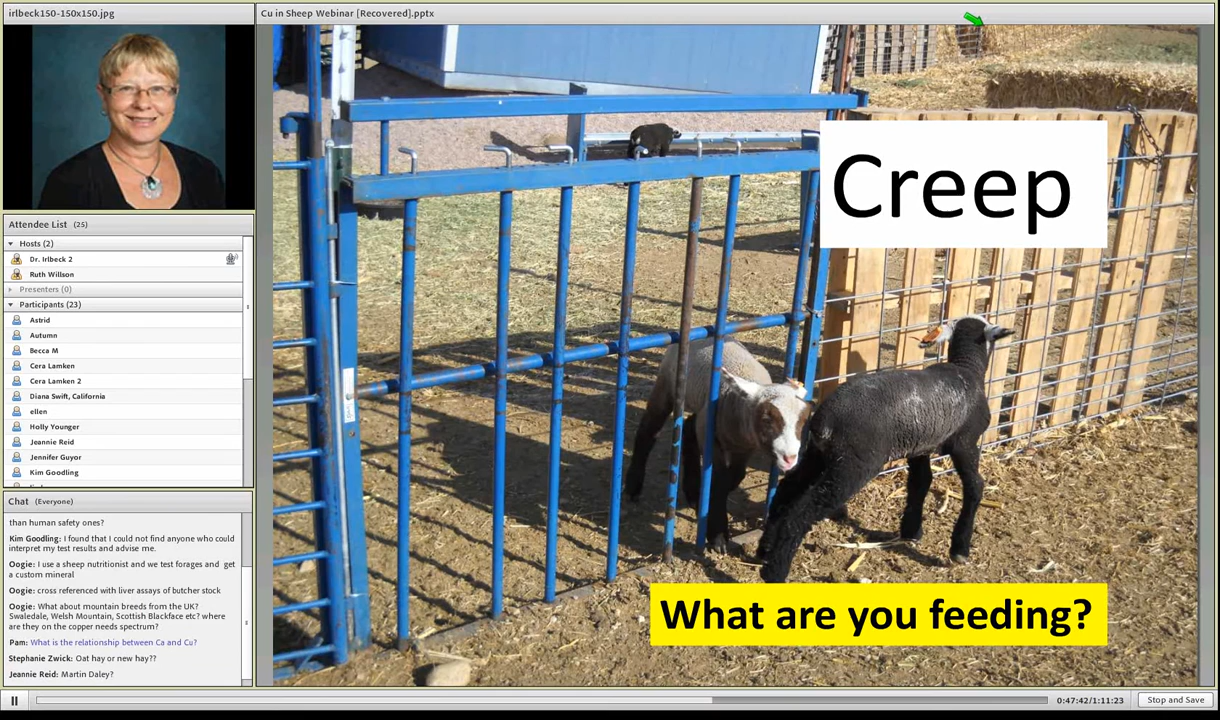 irlbeck150-150x150.jpg
Cu in Sheep Webinar [Recovered].pptx
Attendee List (25)
Hosts (2)
Dr. Irlbeck 2
Ruth Willson
Presenters (0)
Participants (23)
Astrid
Autumn
Becca M
Cera Lamken
Cera Lamken 2
Diana Swift, California
ellen
Holly Younger
Jeannie Reid
Jennifer Guyor
Kim Goodling
Chat (Everyone)
than human safety ones?
Kim Goodling: I found that I could not find anyone who could
interpret my test results and advise me.
Oogie: I use a sheep nutritionist and we test forages and get
a custom mineral
Oogie: cross referenced with liver assays of butcher stock
Oogie: What about mountain breeds from the UK?
Swaledale, Welsh Mountain, Scottish Blackface etc? where
are they on the copper needs spectrum?
Pam: What is the relationship between Ca and Cu?
Stephanie Zwick: Oat hay or new hay??
Jeannie Reid: Martin Daley?
Creep
What are you feeding?
0:47:42/1:11:23
Stop and Save